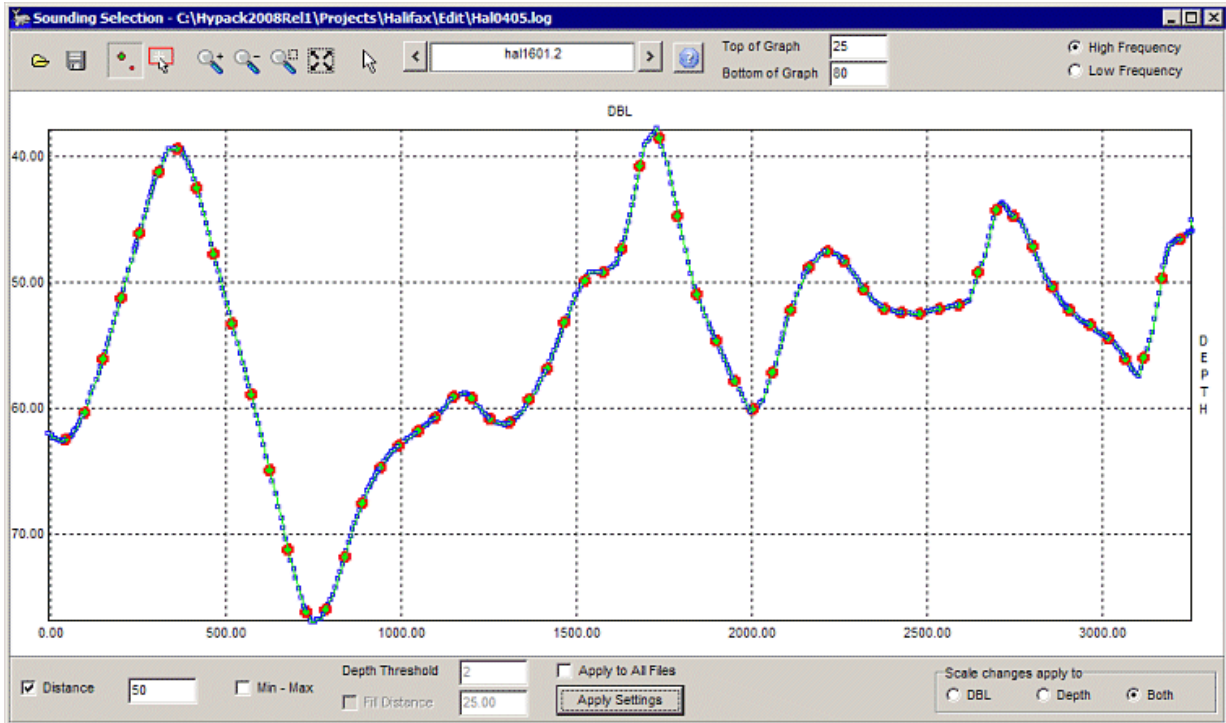 Sounding Selection - C:\Hypack2008Rel1\Projects\Halifax\Edit\Hal0405.log
< hal1601.2 > ?
Top of Graph 25
Bottom of Graph 80
High Frequency
Low Frequency
DBL
40.00
50.00
60.00
70.00
DEPTH
0.00 500.00 1000.00 1500.00 2000.00 2500.00 3000.00
Distance 50
Min - Max
Depth Threshold 2
Fill Distance 25.00
Apply to All Files
Apply Settings
Scale changes apply to
DBL Depth Both